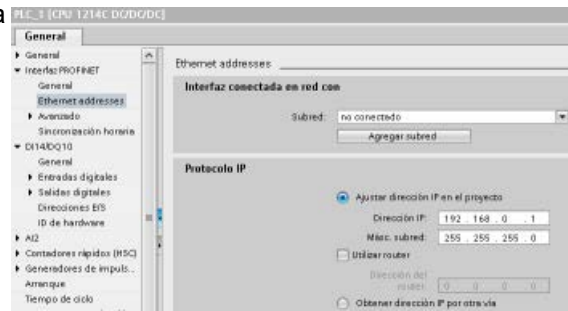 a
PLC_1 [CPU 1214C DC/DC/DC]
General
General
Interfaz PROFINET
General
Ethernet addresses
Avanzado
Sincronización horaria
DI14/DQ10
General
Entradas digitales
Salidas digitales
Direcciones E/S
ID de hardware
AI2
Contadores rápidos (HSC)
Generadores de impuls...
Arranque
Tiempo de ciclo
Ethernet addresses
Interfaz conectada en red con
Subred: no conectado
Agregar subred
Protocolo IP
Ajustar dirección IP en el proyecto
Dirección IP: 192 . 168 . 0 . 1
Másc. subred: 255 . 255 . 255 . 0
Utilizar router
Dirección del
router: 0 . 0 . 0 . 0
Obtener dirección IP por otra vía